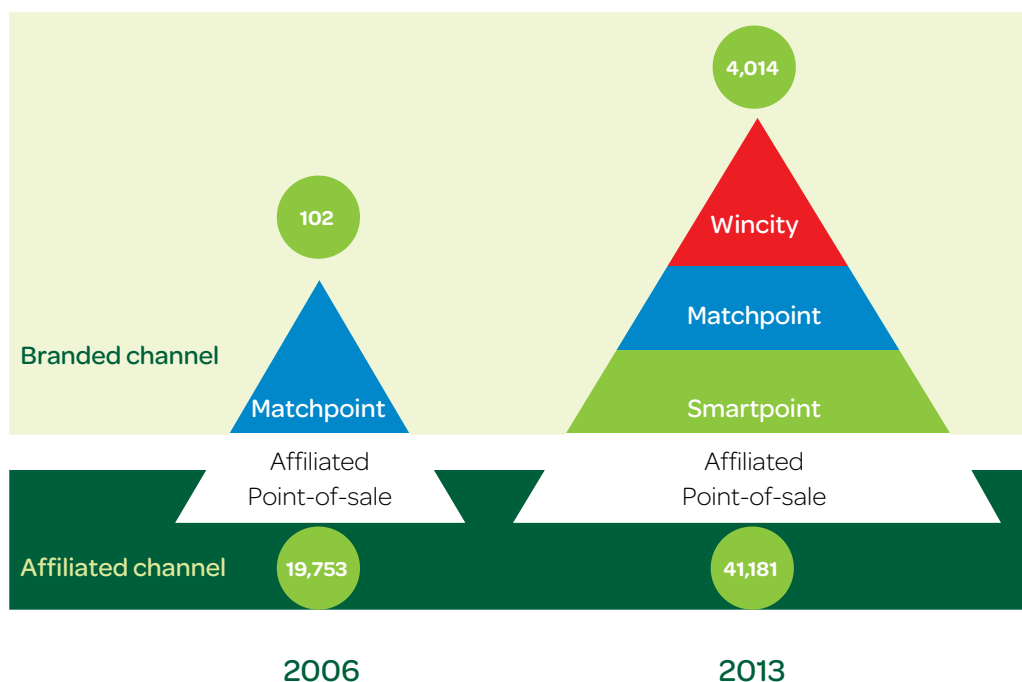 4,014
102
Wincity
Matchpoint
Branded channel
Matchpoint
Smartpoint
Affiliated
Point-of-sale
Affiliated
Point-of-sale
Affiliated channel
19,753
41,181
2006
2013